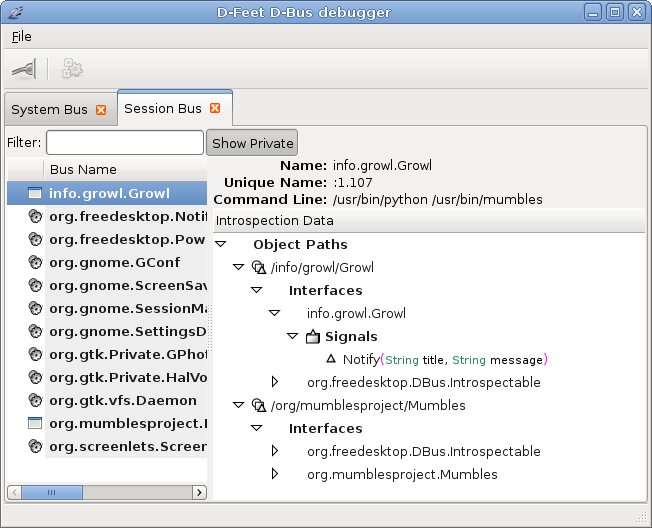 D-Feet D-Bus debugger
File
System Bus
Session Bus
Filter:
Show Private
Bus Name
info.growl.Growl
org.freedesktop.Notif
org.freedesktop.Pow
org.gnome.GConf
org.gnome.ScreenSav
org.gnome.SessionMa
org.gnome.SettingsD
org.gtk.Private.GPhot
org.gtk.Private.HalVo
org.gtk.vfs.Daemon
org.mumblesproject.
org.screenlets.Screen
Name: info.growl.Growl
Unique Name: :1.107
Command Line: /usr/bin/python /usr/bin/mumbles
Introspection Data
Object Paths
/info/growl/Growl
Interfaces
info.growl.Growl
Signals
Notify(String title, String message)
org.freedesktop.DBus.Introspectable
/org/mumblesproject/Mumbles
Interfaces
org.freedesktop.DBus.Introspectable
org.mumblesproject.Mumbles